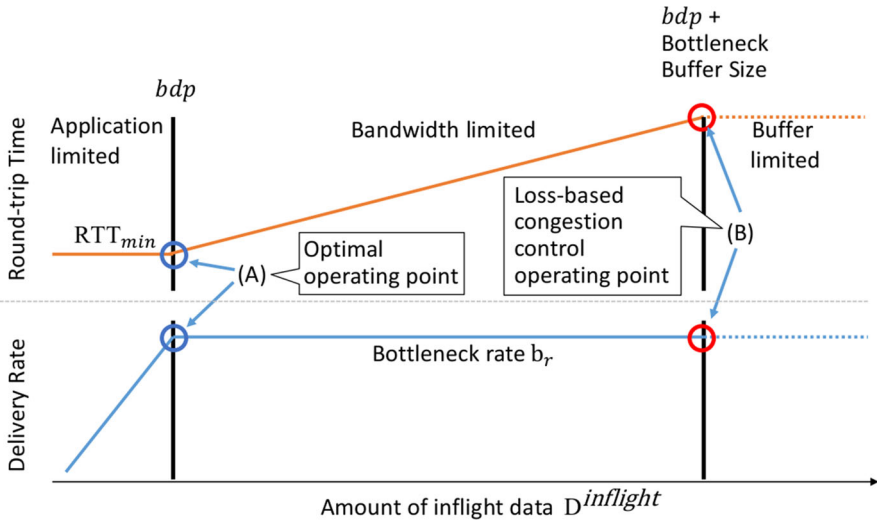 bdp +
Bottleneck
Buffer Size
bdp
Application
limited
Bandwidth limited
Buffer
limited
Round-trip Time
RTTmin
Loss-based
congestion
control
operating point
(B)
(A)
Optimal
operating point
Delivery Rate
Bottleneck rate br
Amount of inflight data D^inflight